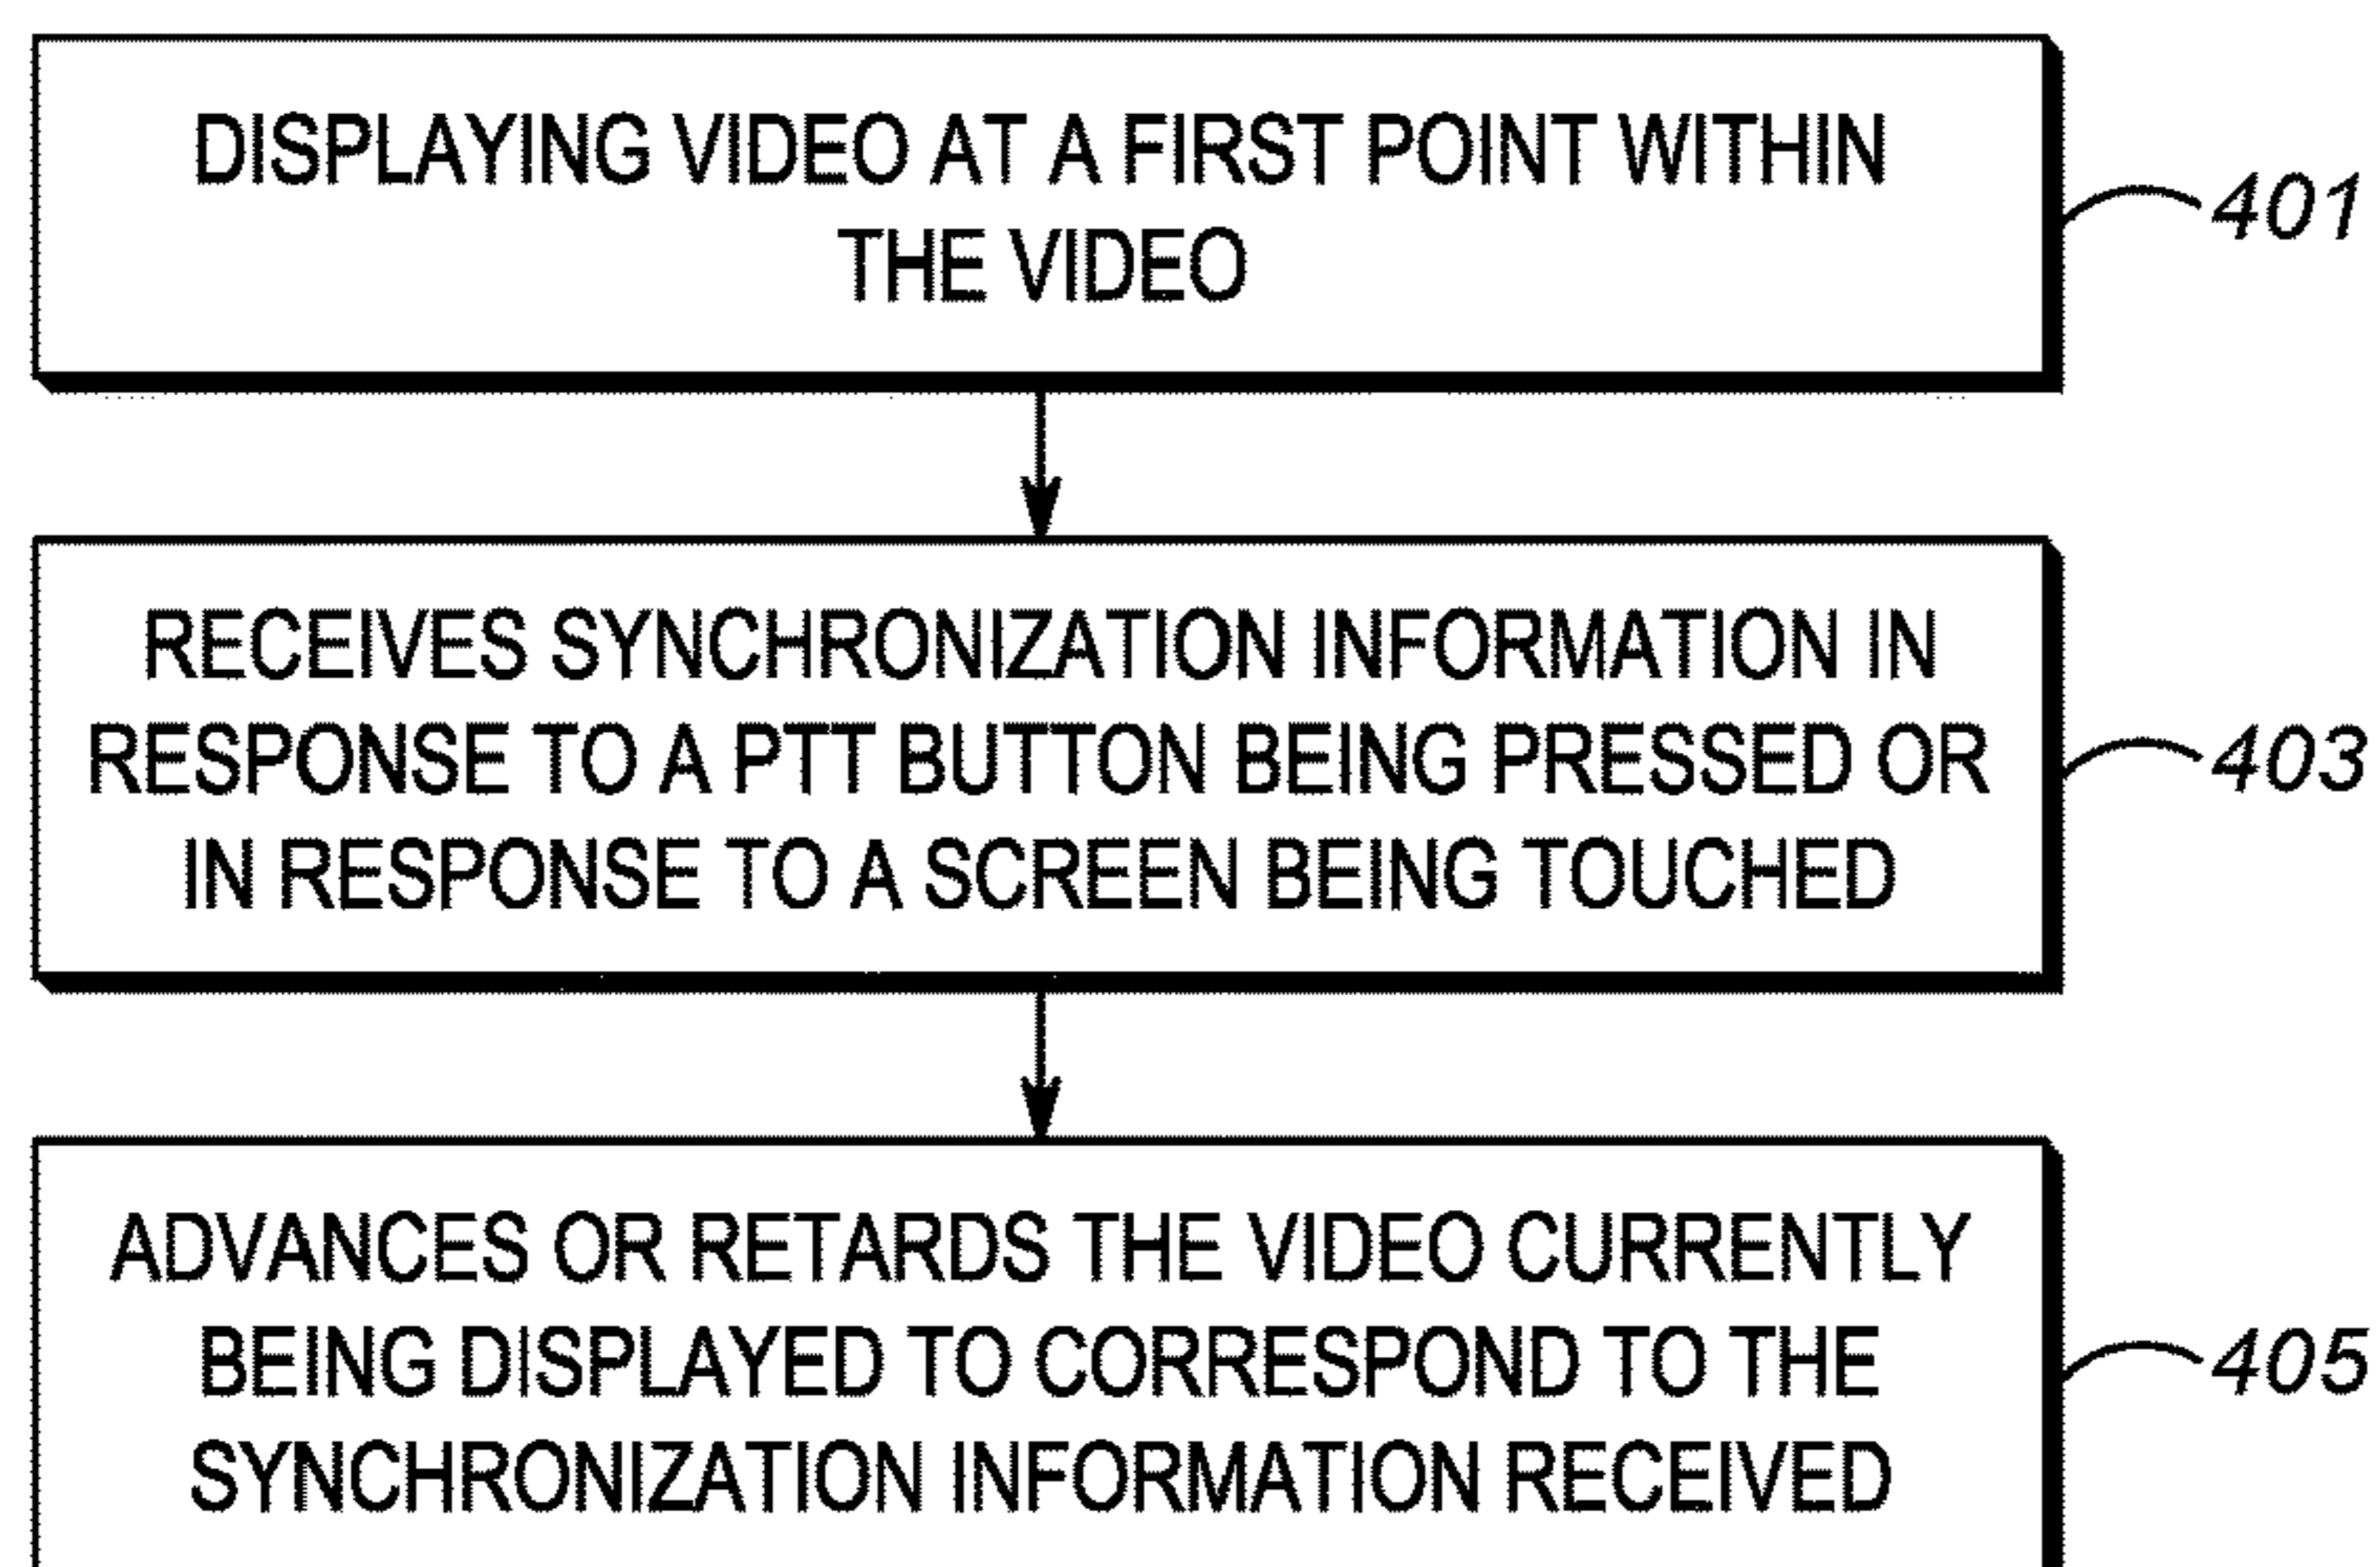 DISPLAYING VIDEO AT A FIRST POINT WITHIN
THE VIDEO
401
RECEIVES SYNCHRONIZATION INFORMATION IN
RESPONSE TO A PTT BUTTON BEING PRESSED OR
IN RESPONSE TO A SCREEN BEING TOUCHED
403
ADVANCES OR RETARDS THE VIDEO CURRENTLY
BEING DISPLAYED TO CORRESPOND TO THE
SYNCHRONIZATION INFORMATION RECEIVED
405